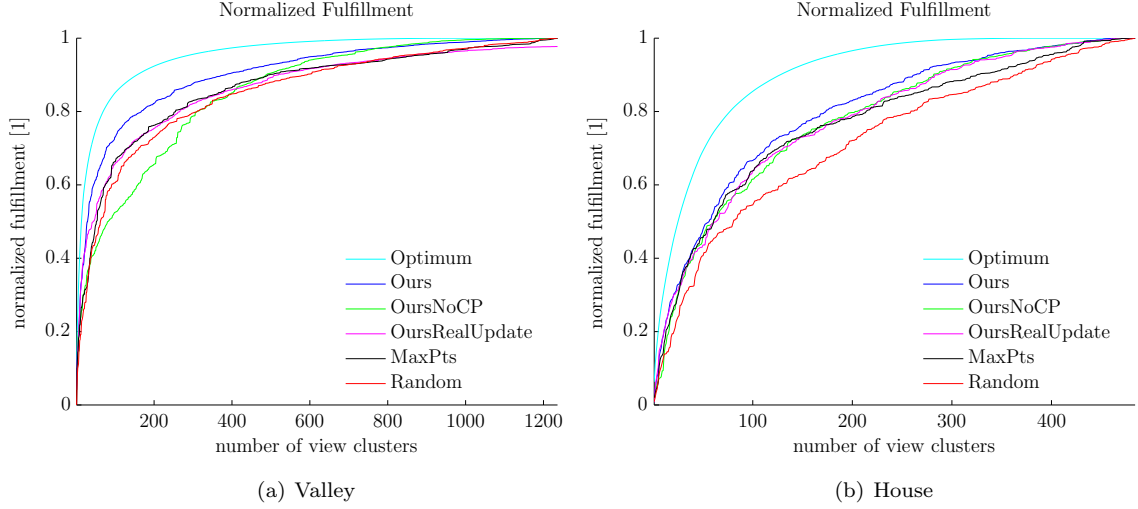 Normalized Fulfillment
normalized fulfillment [1]
1
0.8
0.6
0.4
0.2
0
Optimum
Ours
OursNoCP
OursRealUpdate
MaxPts
Random
200 400 600 800 1000 1200
number of view clusters
(a) Valley
Normalized Fulfillment
normalized fulfillment [1]
1
0.8
0.6
0.4
0.2
0
Optimum
Ours
OursNoCP
OursRealUpdate
MaxPts
Random
100 200 300 400
number of view clusters
(b) House